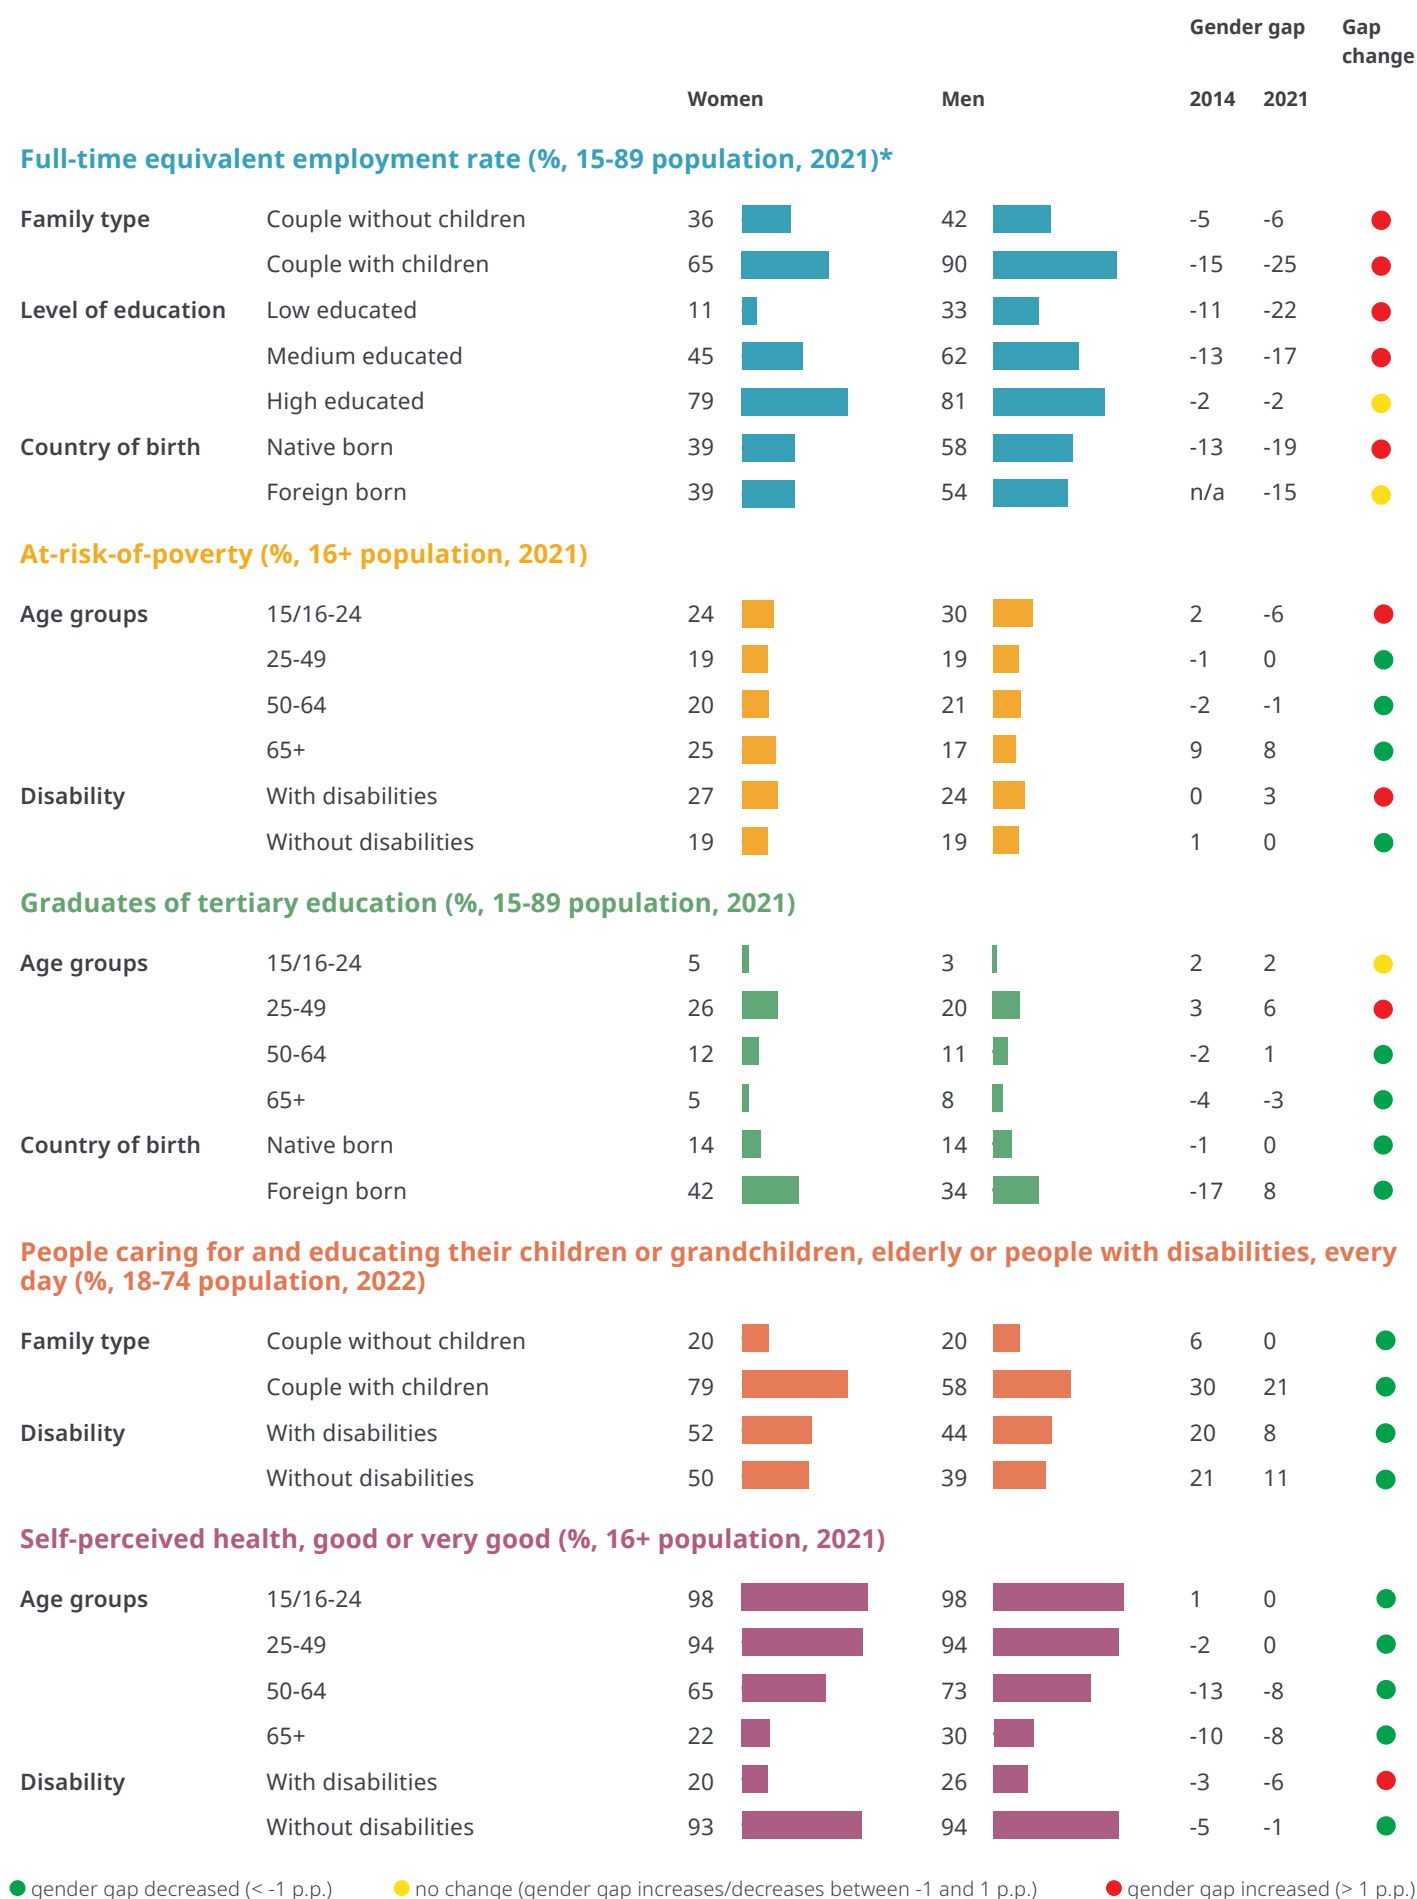 Gender gap Gap
change
Women Men 2014 2021
Full-time equivalent employment rate (%, 15-89 population, 2021)*
Family type Couple without children 36 42 -5 -6
Couple with children 65 90 -15 -25
Level of education Low educated 11 33 -11 -22
Medium educated 45 62 -13 -17
High educated 79 81 -2 -2
Country of birth Native born 39 58 -13 -19
Foreign born 39 54 n/a -15
At-risk-of-poverty (%, 16+ population, 2021)
Age groups 15/16-24 24 30 2 -6
25-49 19 19 -1 0
50-64 20 21 -2 -1
65+ 25 17 9 8
Disability With disabilities 27 24 0 3
Without disabilities 19 19 1 0
Graduates of tertiary education (%, 15-89 population, 2021)
Age groups 15/16-24 5 3 2 2
25-49 26 20 3 6
50-64 12 11 -2 1
65+ 5 8 -4 -3
Country of birth Native born 14 14 -1 0
Foreign born 42 34 -17 8
People caring for and educating their children or grandchildren, elderly or people with disabilities, every
day (%, 18-74 population, 2022)
Family type Couple without children 20 20 6 0
Couple with children 79 58 30 21
Disability With disabilities 52 44 20 8
Without disabilities 50 39 21 11
Self-perceived health, good or very good (%, 16+ population, 2021)
Age groups 15/16-24 98 98 1 0
25-49 94 94 -2 0
50-64 65 73 -13 -8
65+ 22 30 -10 -8
Disability With disabilities 20 26 -3 -6
Without disabilities 93 94 -5 -1
gender gap decreased (< -1 p.p.) no change (gender gap increases/decreases between -1 and 1 p.p.) gender gap increased (> 1 p.p.)